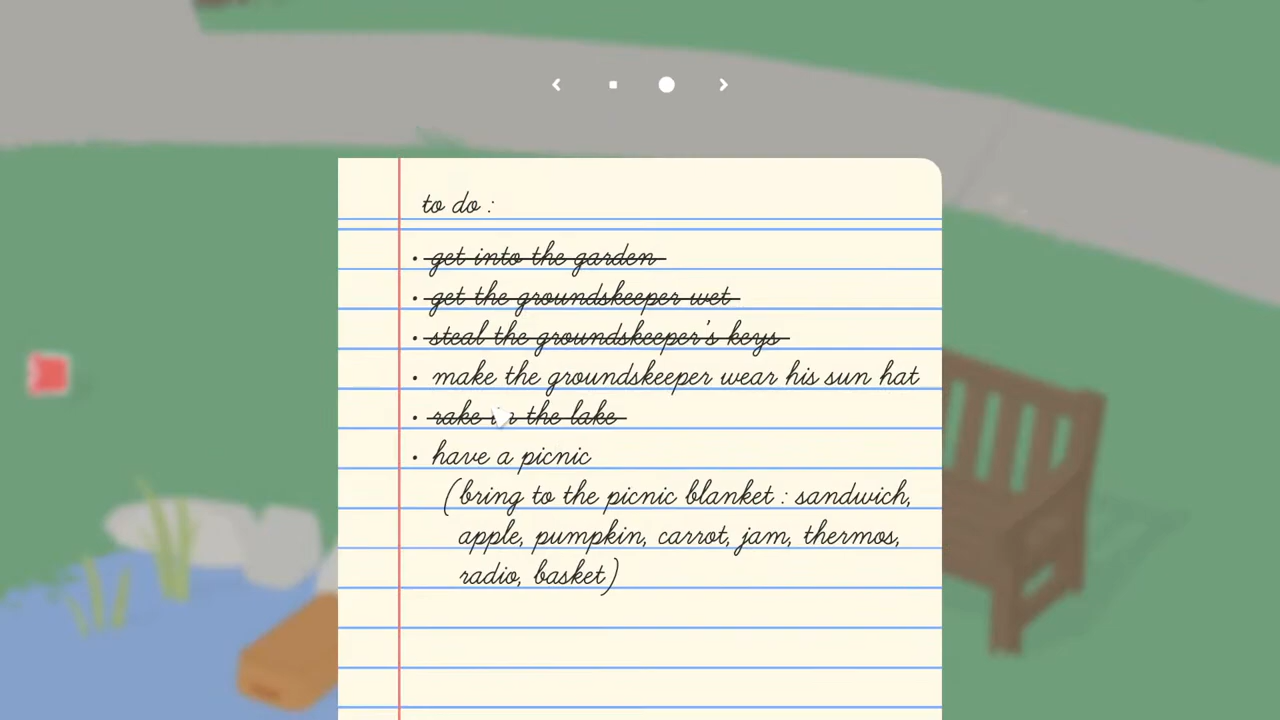 to do :
• get into the garden
• get the groundskeeper wet
• steal the groundskeeper's keys
• make the groundskeeper wear his sun hat
• rake in the lake
• have a picnic
(bring to the picnic blanket : sandwich,
apple, pumpkin, carrot, jam, thermos,
radio, basket)